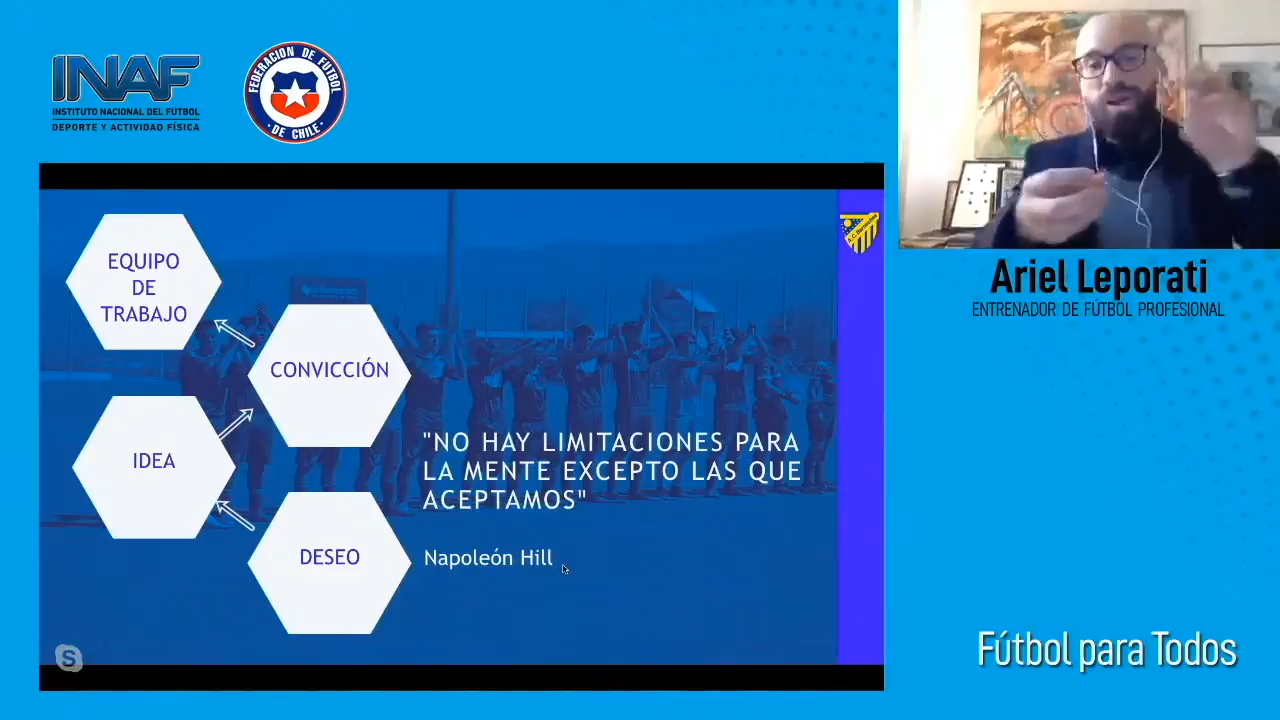 INAF
INSTITUTO NACIONAL DEL FÚTBOL
DEPORTE Y ACTIVIDAD FÍSICA
FEDERACION DE FUTBOL
· DE CHILE ·
EQUIPO
DE
TRABAJO
CONVICCIÓN
IDEA
DESEO
"NO HAY LIMITACIONES PARA
LA MENTE EXCEPTO LAS QUE
ACEPTAMOS"
Napoleón Hill
S
Ariel Leporati
ENTRENADOR DE FÚTBOL PROFESIONAL
Fútbol para Todos